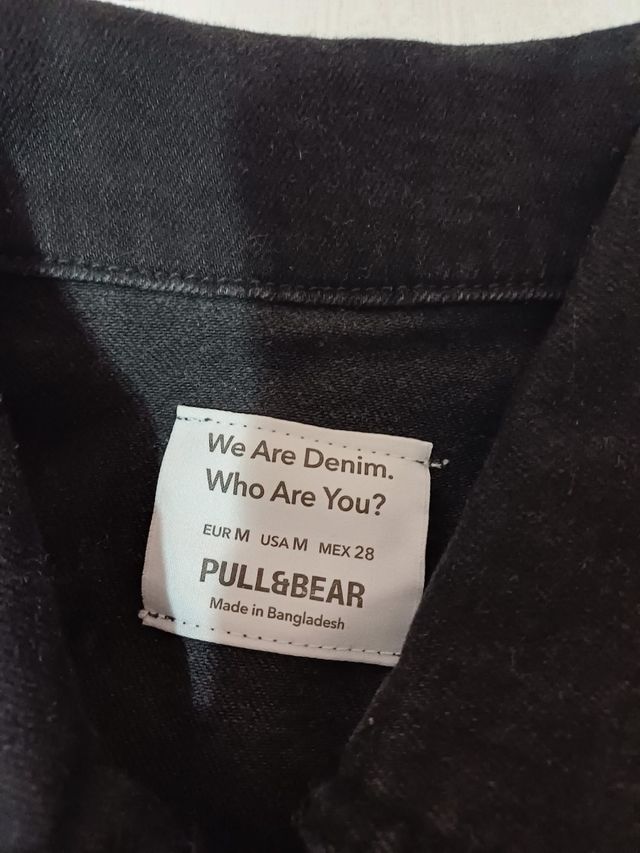 We Are Denim.
Who Are You?
EUR M USA M MEX 28
PULL&BEAR
Made in Bangladesh